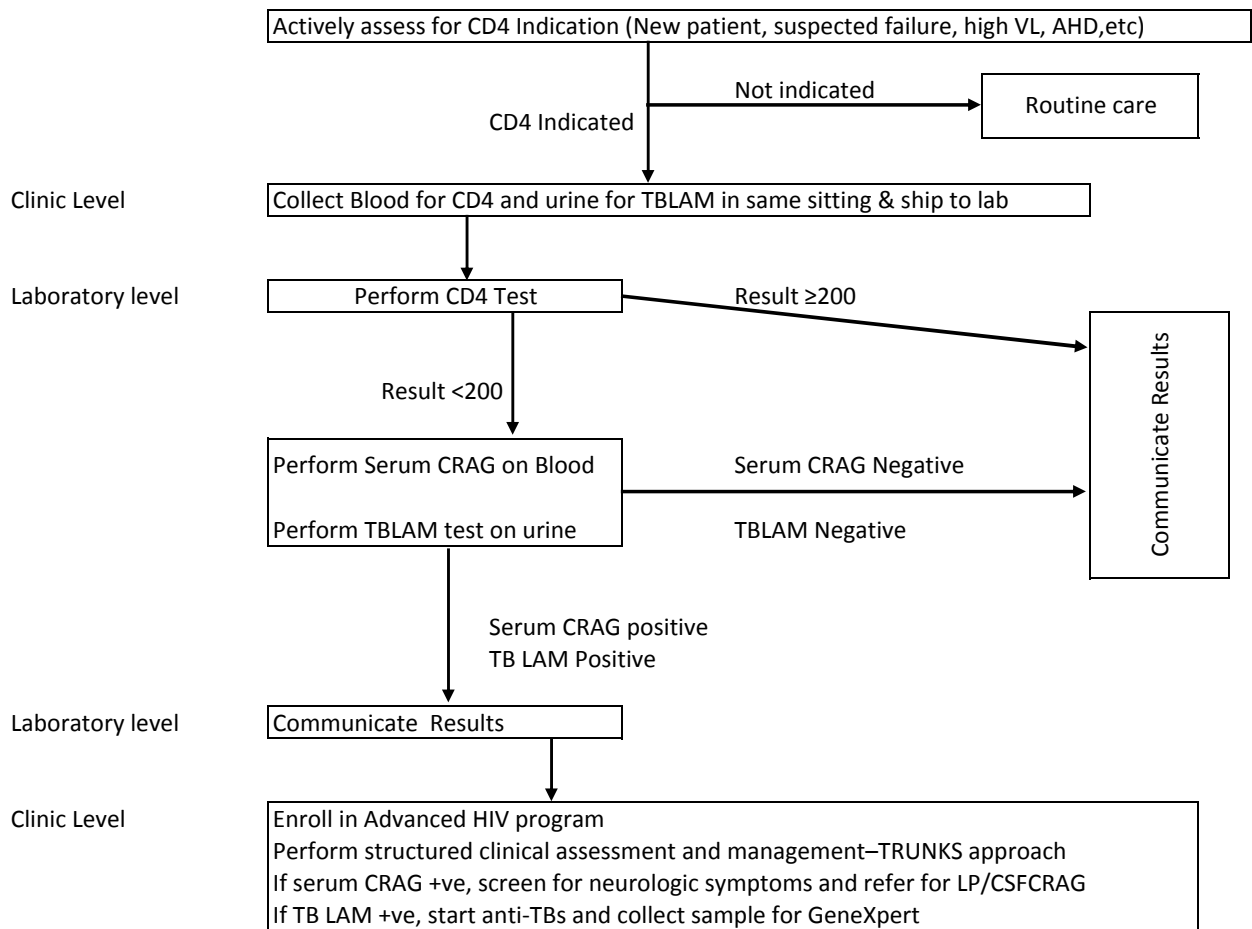 Actively assess for CD4 Indication (New patient, suspected failure, high VL, AHD,etc)
Not indicated
Routine care
CD4 Indicated
Clinic Level
Collect Blood for CD4 and urine for TBLAM in same sitting & ship to lab
Laboratory level
Perform CD4 Test
Result ≥200
Communicate Results
Result <200
Perform Serum CRAG on Blood
Serum CRAG Negative
Perform TBLAM test on urine
TBLAM Negative
Serum CRAG positive
TB LAM Positive
Laboratory level
Communicate Results
Clinic Level
Enroll in Advanced HIV program
Perform structured clinical assessment and management–TRUNKS approach
If serum CRAG +ve, screen for neurologic symptoms and refer for LP/CSFCRAG
If TB LAM +ve, start anti-TBs and collect sample for GeneXpert